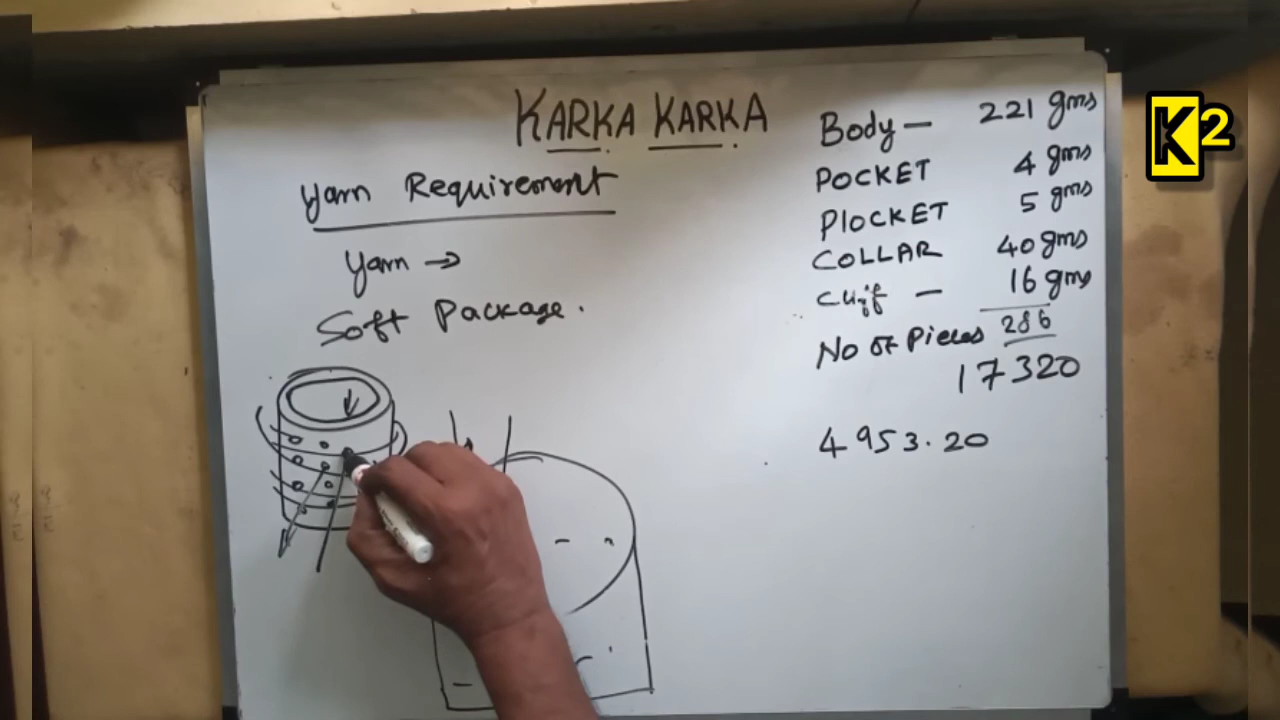 KARKA KARKA.
Yarn Requirement
Yarn →
Soft Package.
Body — 221 gms
POCKET 4 gms
PLOCKET 5 gms
COLLAR 40 gms
Cuff — 16 gms
286
No of Pieces
17320
4953.20
K2